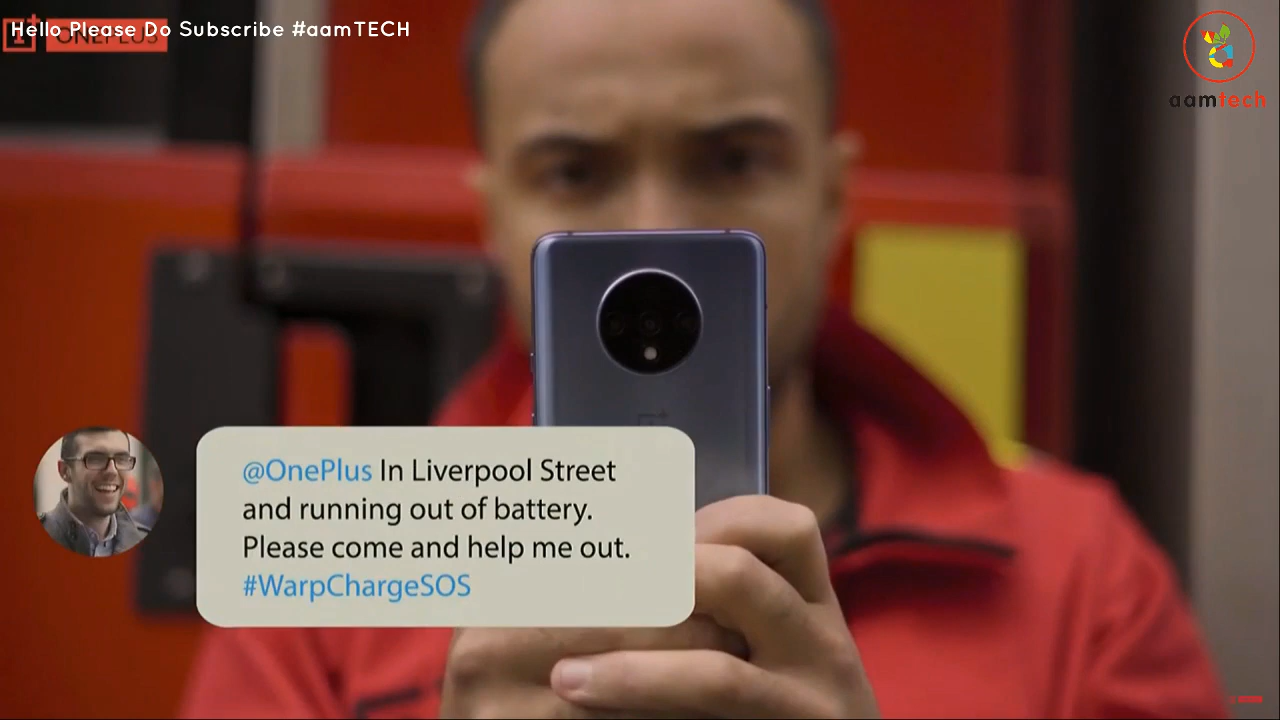 Hello Please Do Subscribe #aamTECH
ONEPLUS
aamtech
@OnePlus In Liverpool Street
and running out of battery.
Please come and help me out.
#WarpChargeSOS